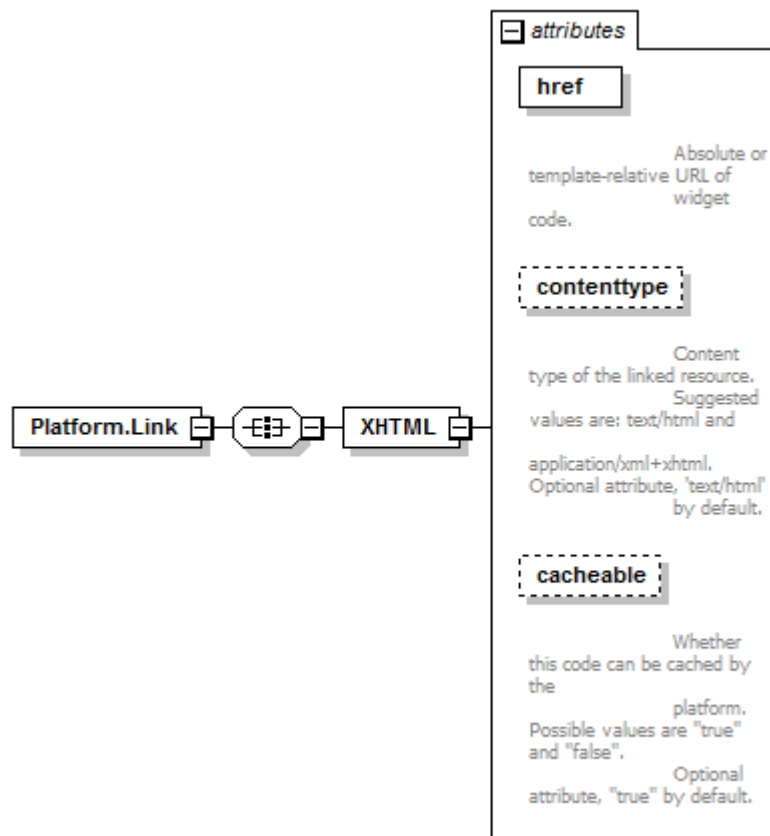 attributes
href
Absolute or
template-relative URL of
widget
code.
contenttype
Content
type of the linked resource.
Suggested
values are: text/html and
application/xml+xhtml.
Optional attribute, 'text/html'
by default.
Platform.Link
XHTML
cacheable
Whether
this code can be cached by
the
platform.
Possible values are "true"
and "false".
Optional
attribute, "true" by default.